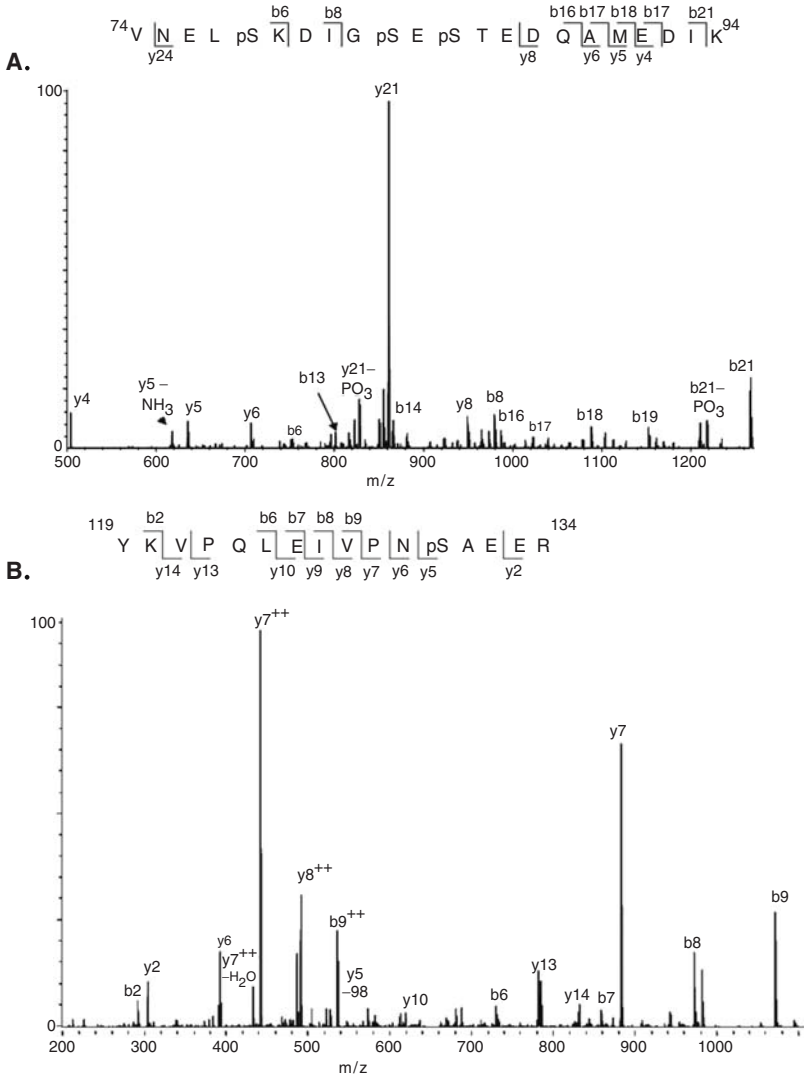 b6 b8 b16 b17 b18 b17 b21
74 V N E L pS K D I G pS E pS T E D Q A M E D I K 94
y24 y8 y6 y5 y4
A.
100
y21
y5 –
NH3
y21–
PO3
b21
b13
b21–
PO3
y4 y5 y6 b6 b14 y8 b8 b16 b17 b18 b19
0
500 600 700 800 900 1000 1100 1200
m/z
b2 b6 b7 b8 b9
119 Y K V P Q L E I V P N pS A E E R 134
y14 y13 y10 y9 y8 y7 y6 y5 y2
B.
100
y7++
y7
y8++
b9
b9++
y6
y7++
–H2O
y2
b2
y5
–98
y10
b6
y13
y14
b7
b8
0
200 300 400 500 600 700 800 900 1000
m/z